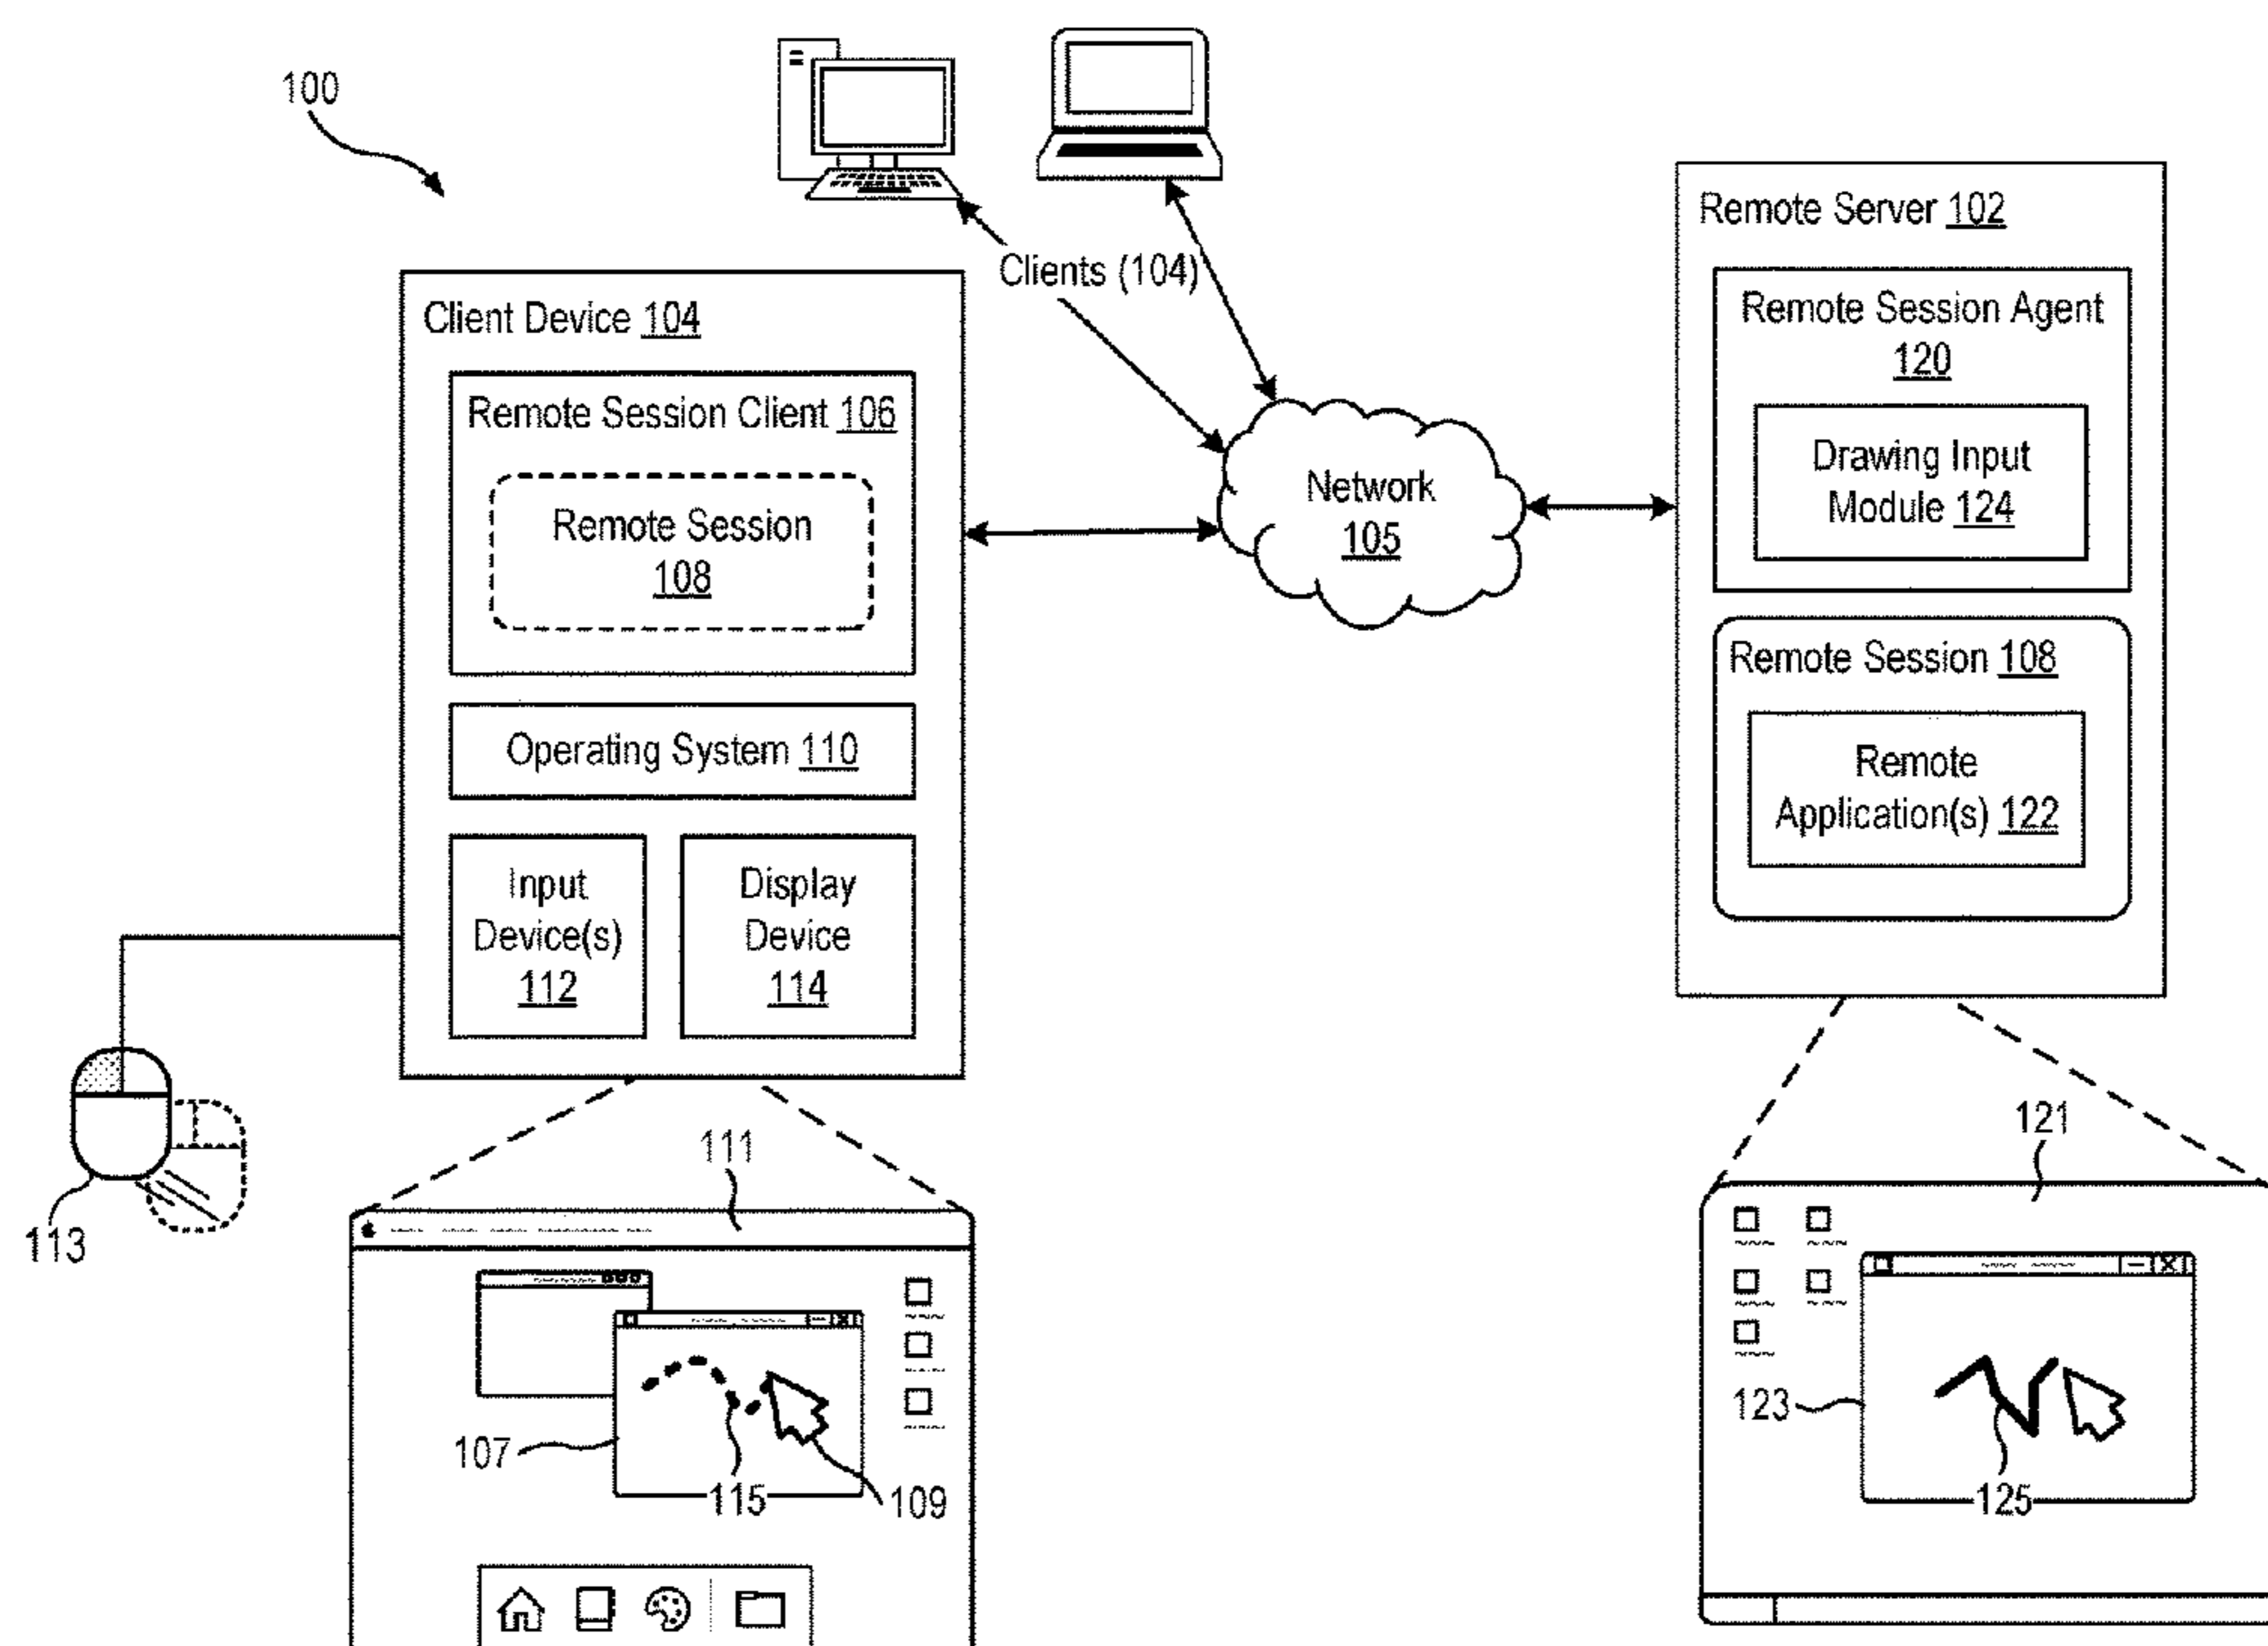 100
Clients (104)
Client Device 104
Remote Session Client 106
Remote Session
108
Operating System 110
Input
Device(s)
112
Display
Device
114
Network
105
Remote Server 102
Remote Session Agent
120
Drawing Input
Module 124
Remote Session 108
Remote
Application(s) 122
113
111
107
115
109
121
123
125